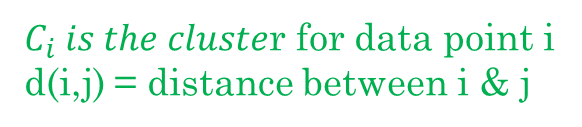 Cᵢ is the cluster for data point i
d(i,j) = distance between i & j